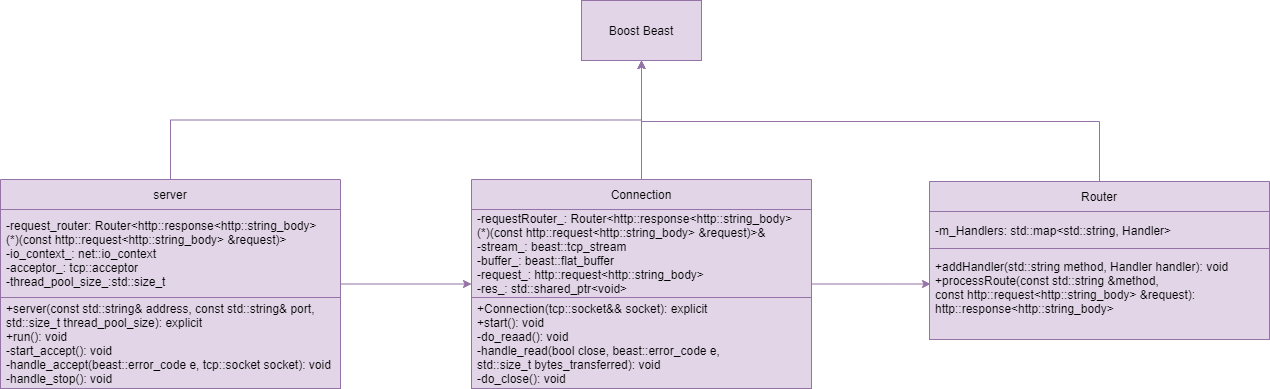 Boost Beast
server
-request_router: Router<http::response<http::string_body>
(*)(const http::request<http::string_body> &request)>
-io_context_: net::io_context
-acceptor_: tcp::acceptor
-thread_pool_size_:std::size_t
+server(const std::string& address, const std::string& port,
std::size_t thread_pool_size): explicit
+run(): void
-start_accept(): void
-handle_accept(beast::error_code e, tcp::socket socket): void
-handle_stop(): void
Connection
-requestRouter_: Router<http::response<http::string_body>
(*)(const http::request<http::string_body> &request)>&
-stream_: beast::tcp_stream
-buffer_: beast::flat_buffer
-request_: http::request<http::string_body>
-res_: std::shared_ptr<void>
+Connection(tcp::socket&& socket): explicit
+start(): void
-do_reaad(): void
-handle_read(bool close, beast::error_code e,
std::size_t bytes_transferred): void
-do_close(): void
Router
-m_Handlers: std::map<std::string, Handler>
+addHandler(std::string method, Handler handler): void
+processRoute(const std::string &method,
const http::request<http::string_body> &request):
http::response<http::string_body>